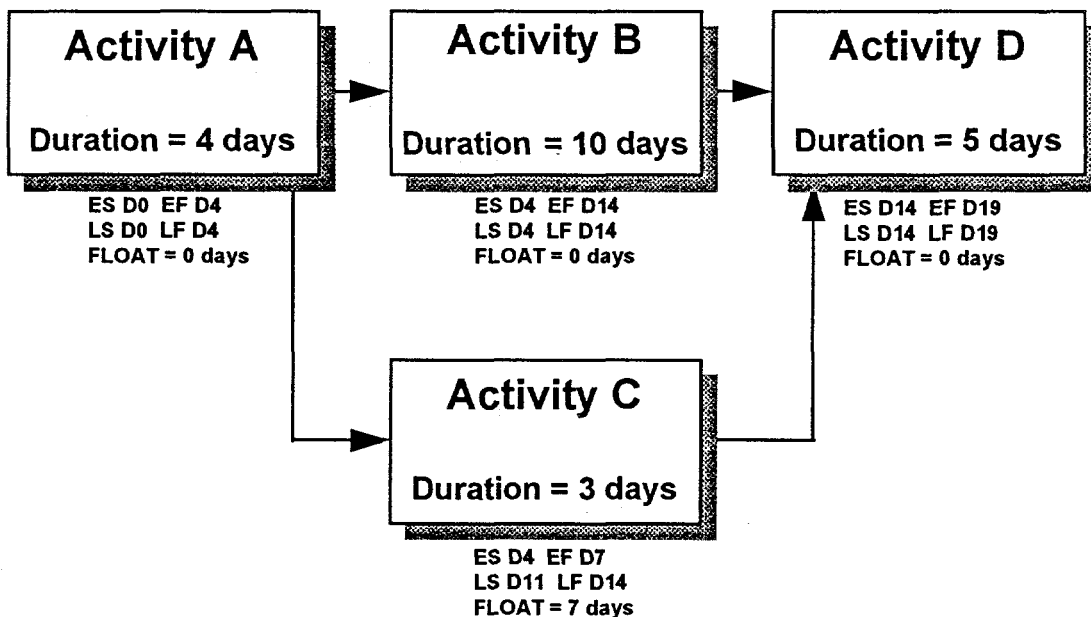 Activity A
Duration = 4 days
ES D0 EF D4
LS D0 LF D4
FLOAT = 0 days
Activity B
Duration = 10 days
ES D4 EF D14
LS D4 LF D14
FLOAT = 0 days
Activity D
Duration = 5 days
ES D14 EF D19
LS D14 LF D19
FLOAT = 0 days
Activity C
Duration = 3 days
ES D4 EF D7
LS D11 LF D14
FLOAT = 7 days